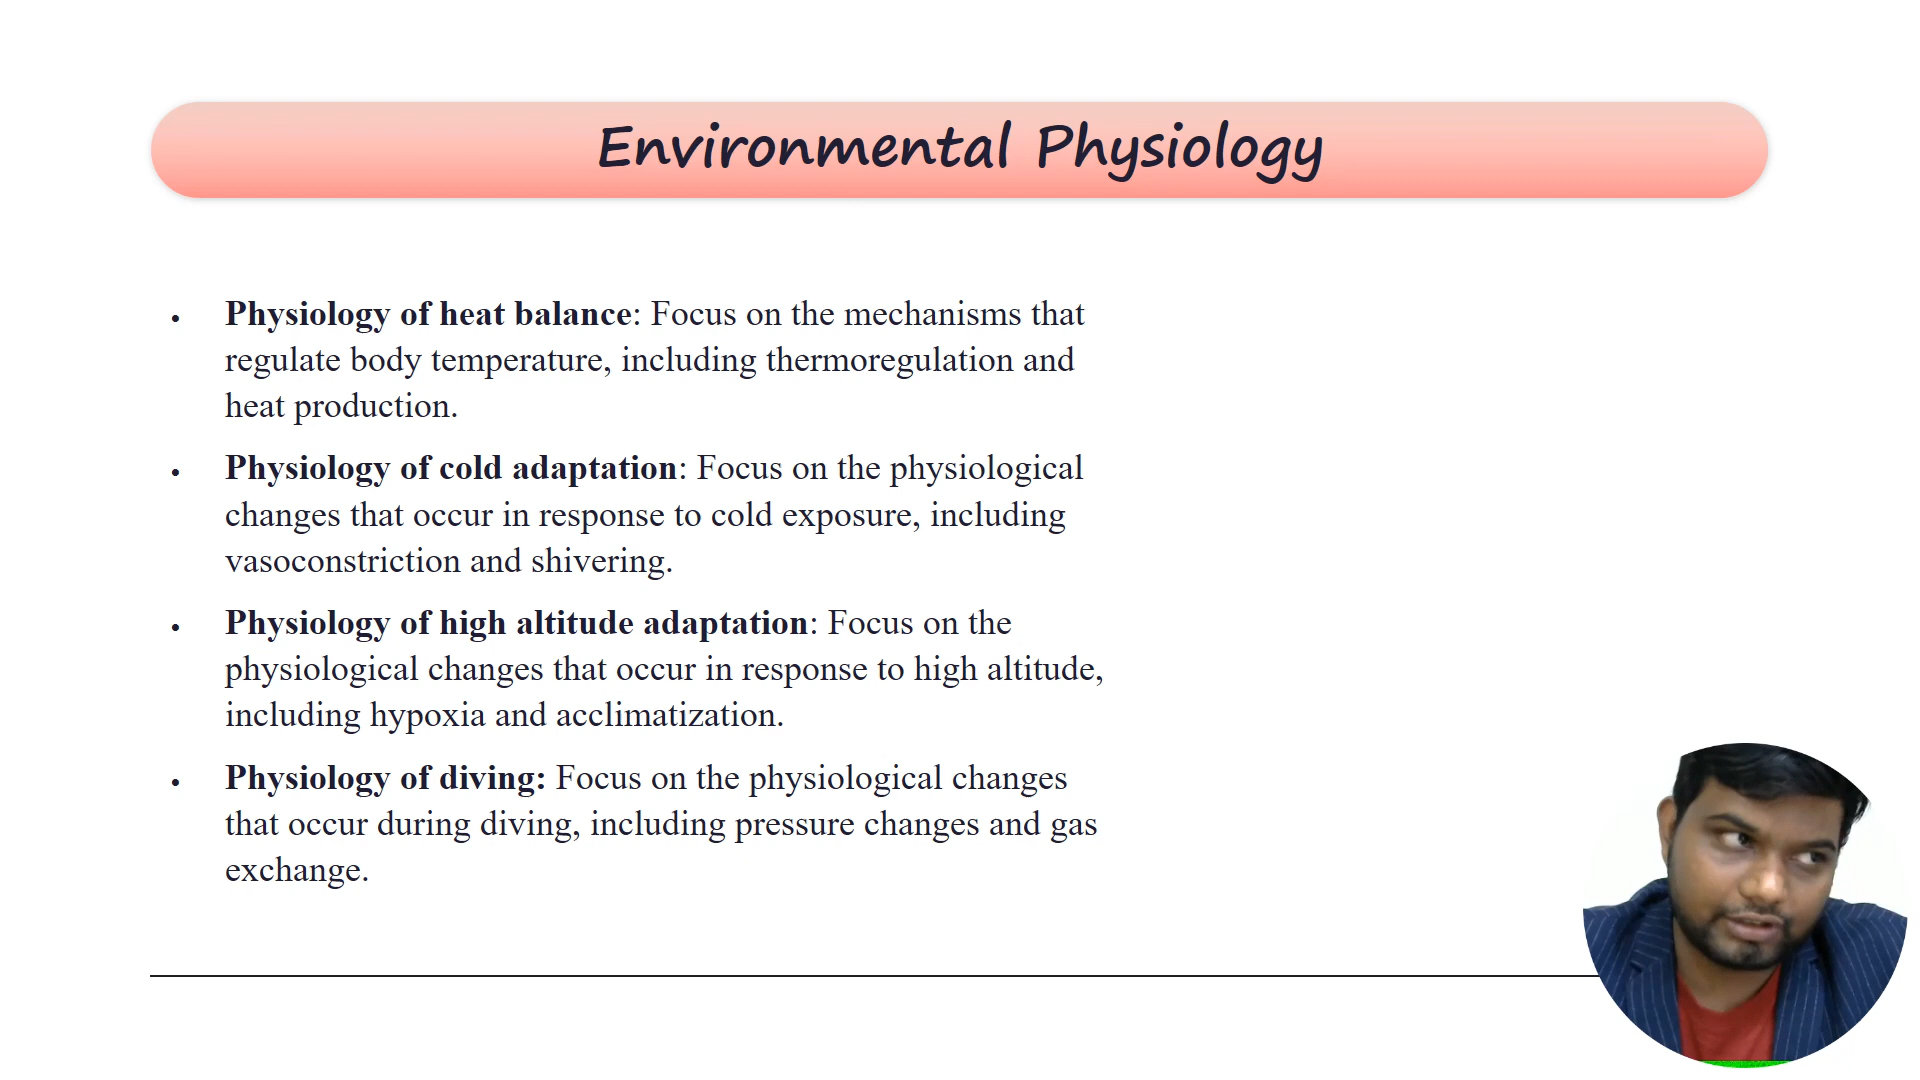 Environmental Physiology
• Physiology of heat balance: Focus on the mechanisms that
regulate body temperature, including thermoregulation and
heat production.
• Physiology of cold adaptation: Focus on the physiological
changes that occur in response to cold exposure, including
vasoconstriction and shivering.
• Physiology of high altitude adaptation: Focus on the
physiological changes that occur in response to high altitude,
including hypoxia and acclimatization.
• Physiology of diving: Focus on the physiological changes
that occur during diving, including pressure changes and gas
exchange.